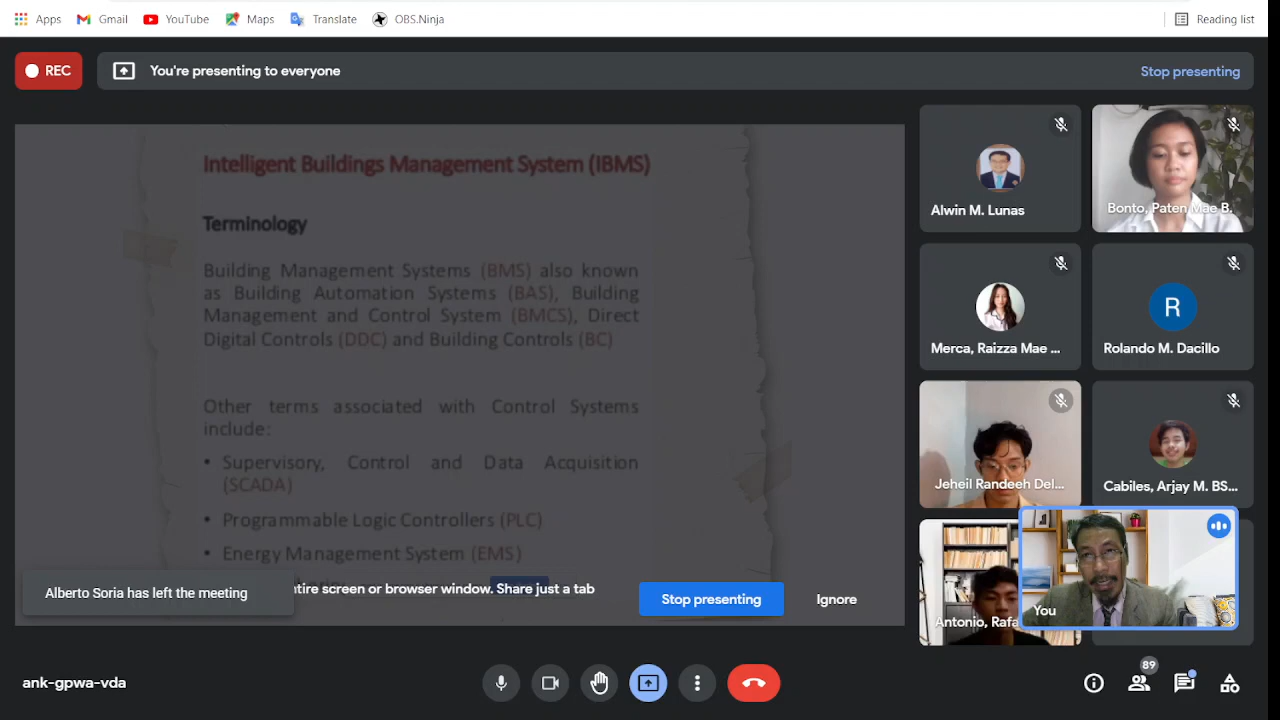 Apps Gmail YouTube Maps Translate OBS.Ninja Reading list
REC You're presenting to everyone Stop presenting
Intelligent Buildings Management System (IBMS)
Terminology
Building Management Systems (BMS) also known
as Building Automation Systems (BAS), Building
Management and Control System (BMCS), Direct
Digital Controls (DDC) and Building Controls (BC)
Other terms associated with Control Systems
include:
• Supervisory, Control and Data Acquisition
(SCADA)
• Programmable Logic Controllers (PLC)
• Energy Management System (EMS)
Alberto Soria has left the meeting
ntire screen or browser window. Share just a tab
Stop presenting Ignore
Alwin M. Lunas
Bonto, Paten Mae B.
Merca, Raizza Mae ...
R
Rolando M. Dacillo
Jeheil Randeeh Del...
Cabiles, Arjay M. BS...
Antonio, Rafa
You
ank-gpwa-vda
89